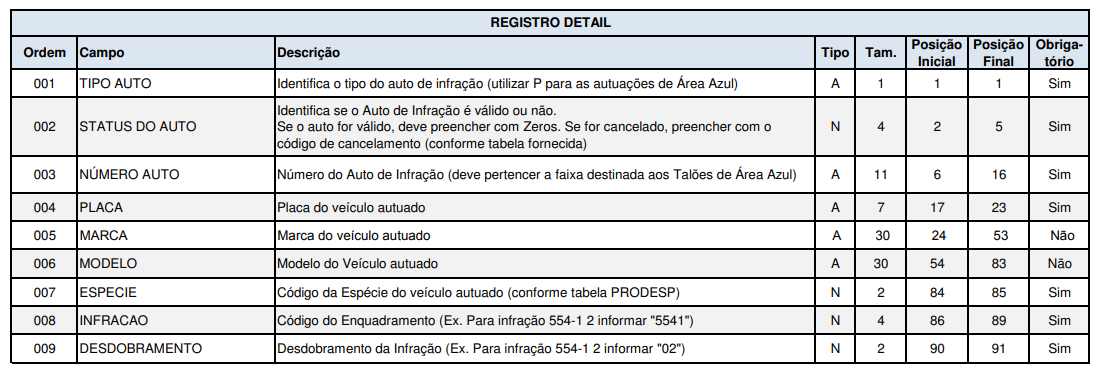 REGISTRO DETAIL
Ordem Campo Descrição Tipo Tam. Posição Inicial Posição Final Obriga-tório
001 TIPO AUTO Identifica o tipo do auto de infração (utilizar P para as autuações de Área Azul) A 1 1 1 Sim
002 STATUS DO AUTO Identifica se o Auto de Infração é válido ou não.
Se o auto for válido, deve preencher com Zeros. Se for cancelado, preencher com o
código de cancelamento (conforme tabela fornecida) N 4 2 5 Sim
003 NÚMERO AUTO Número do Auto de Infração (deve pertencer a faixa destinada aos Talões de Área Azul) A 11 6 16 Sim
004 PLACA Placa do veículo autuado A 7 17 23 Sim
005 MARCA Marca do veículo autuado A 30 24 53 Não
006 MODELO Modelo do Veículo autuado A 30 54 83 Não
007 ESPECIE Código da Espécie do veículo autuado (conforme tabela PRODESP) N 2 84 85 Sim
008 INFRACAO Código do Enquadramento (Ex. Para infração 554-1 2 informar "5541") N 4 86 89 Sim
009 DESDOBRAMENTO Desdobramento da Infração (Ex. Para infração 554-1 2 informar "02") N 2 90 91 Sim